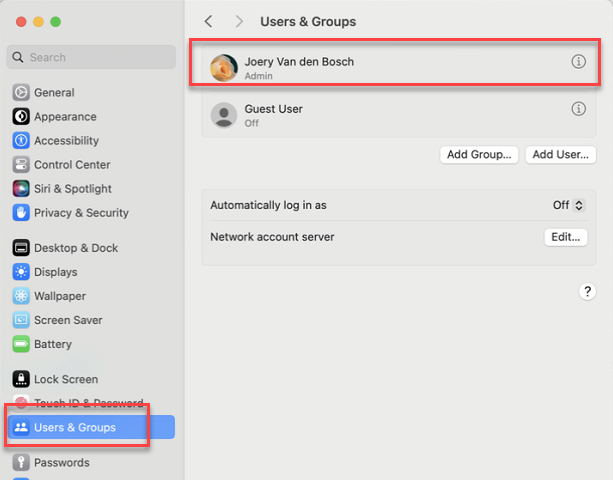 Users & Groups
Search
Joery Van den Bosch
Admin
Guest User
Off
Add Group...
Add User...
Automatically log in as
Off
Network account server
Edit...
?
General
Appearance
Accessibility
Control Center
Siri & Spotlight
Privacy & Security
Desktop & Dock
Displays
Wallpaper
Screen Saver
Battery
Lock Screen
Touch ID & Password
Users & Groups
Passwords